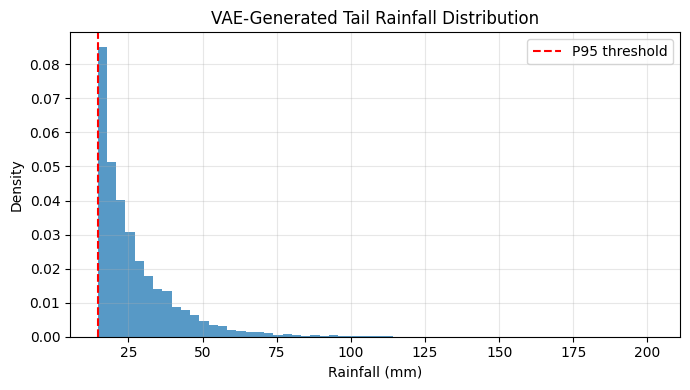 VAE-Generated Tail Rainfall Distribution
P95 threshold
Density
0.08
0.07
0.06
0.05
0.04
0.03
0.02
0.01
0.00
25 50 75 100 125 150 175 200
Rainfall (mm)